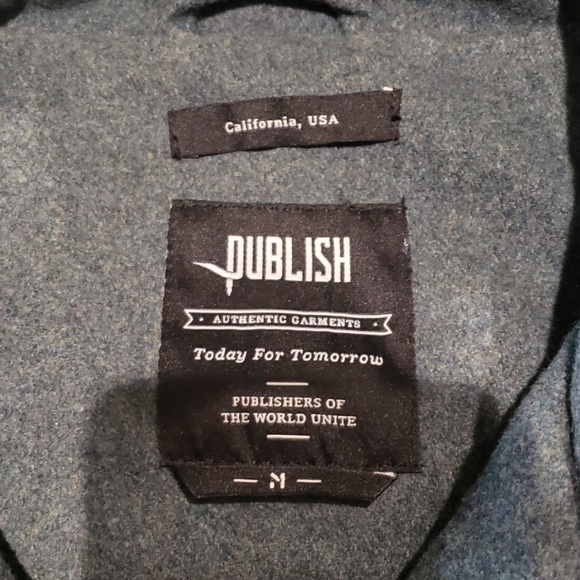 California, USA
PUBLISH
• AUTHENTIC GARMENTS •
Today For Tomorrow
PUBLISHERS OF
THE WORLD UNITE
— M —